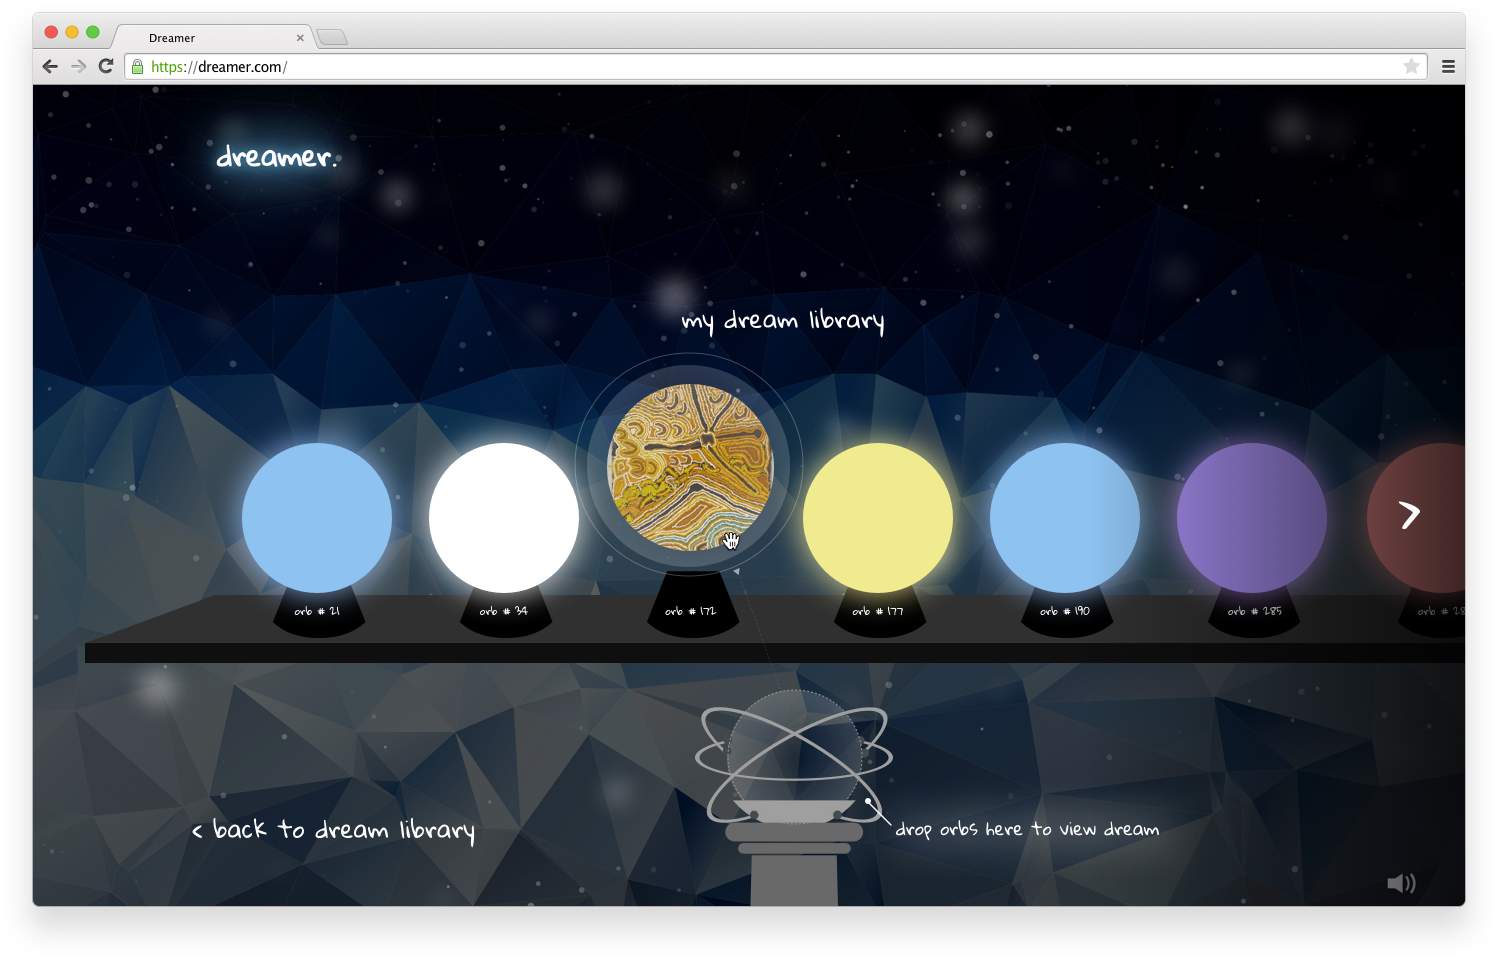 Dreamer
https://dreamer.com/
dreamer.
my dream library
orb # 21
orb # 34
orb # 172
orb # 177
orb # 190
orb # 285
orb # 28
< back to dream library
drop orbs here to view dream